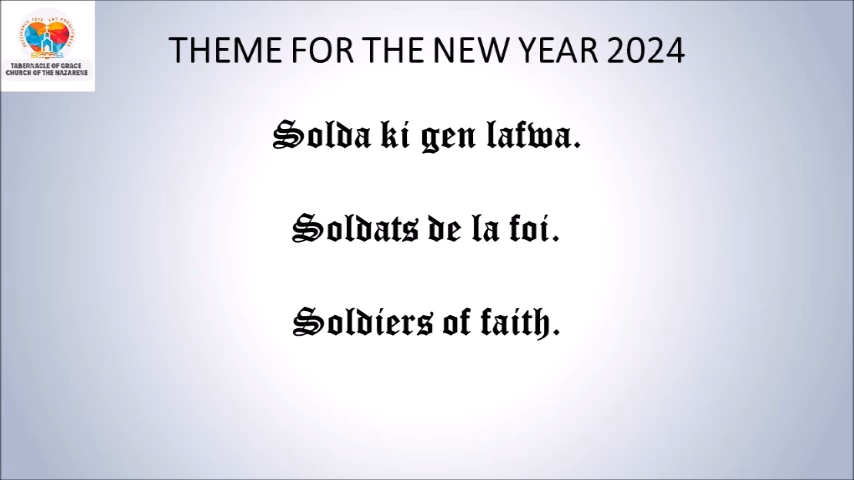 TABERNACLE OF GRACE
CHURCH OF THE NAZARENE
THEME FOR THE NEW YEAR 2024
Solda ki gen lafwa.
Soldats de la foi.
Soldiers of faith.